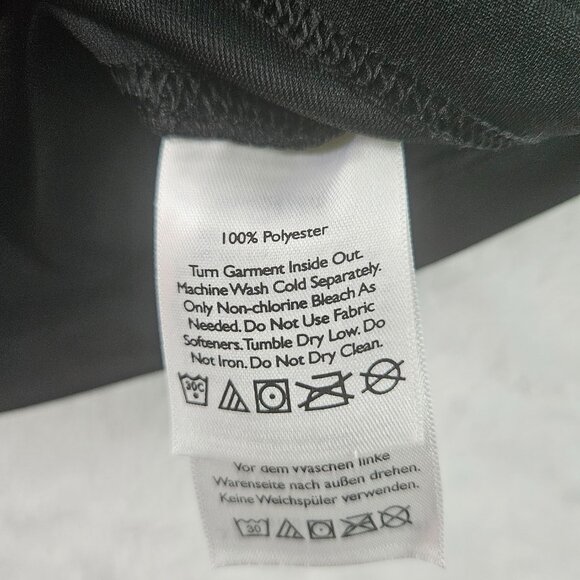 100% Polyester
Turn Garment Inside Out.
Machine Wash Cold Separately.
Only Non-chlorine Bleach As
Needed. Do Not Use Fabric
Softeners. Tumble Dry Low. Do
Not Iron. Do Not Dry Clean.
30C
Vor dem Waschen linke
Warenseite nach außen drehen.
Keine Weichspüler verwenden.
30